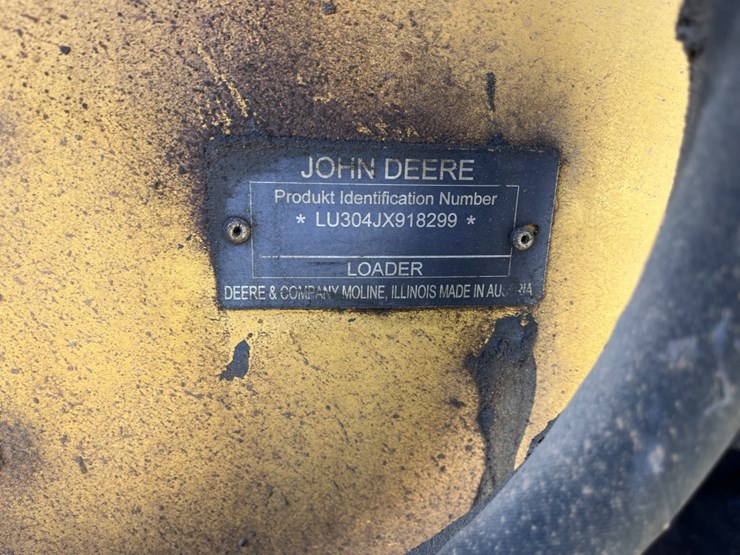 JOHN DEERE
Produkt Identification Number
* LU304JX918299 *
LOADER
DEERE & COMPANY MOLINE, ILLINOIS MADE IN